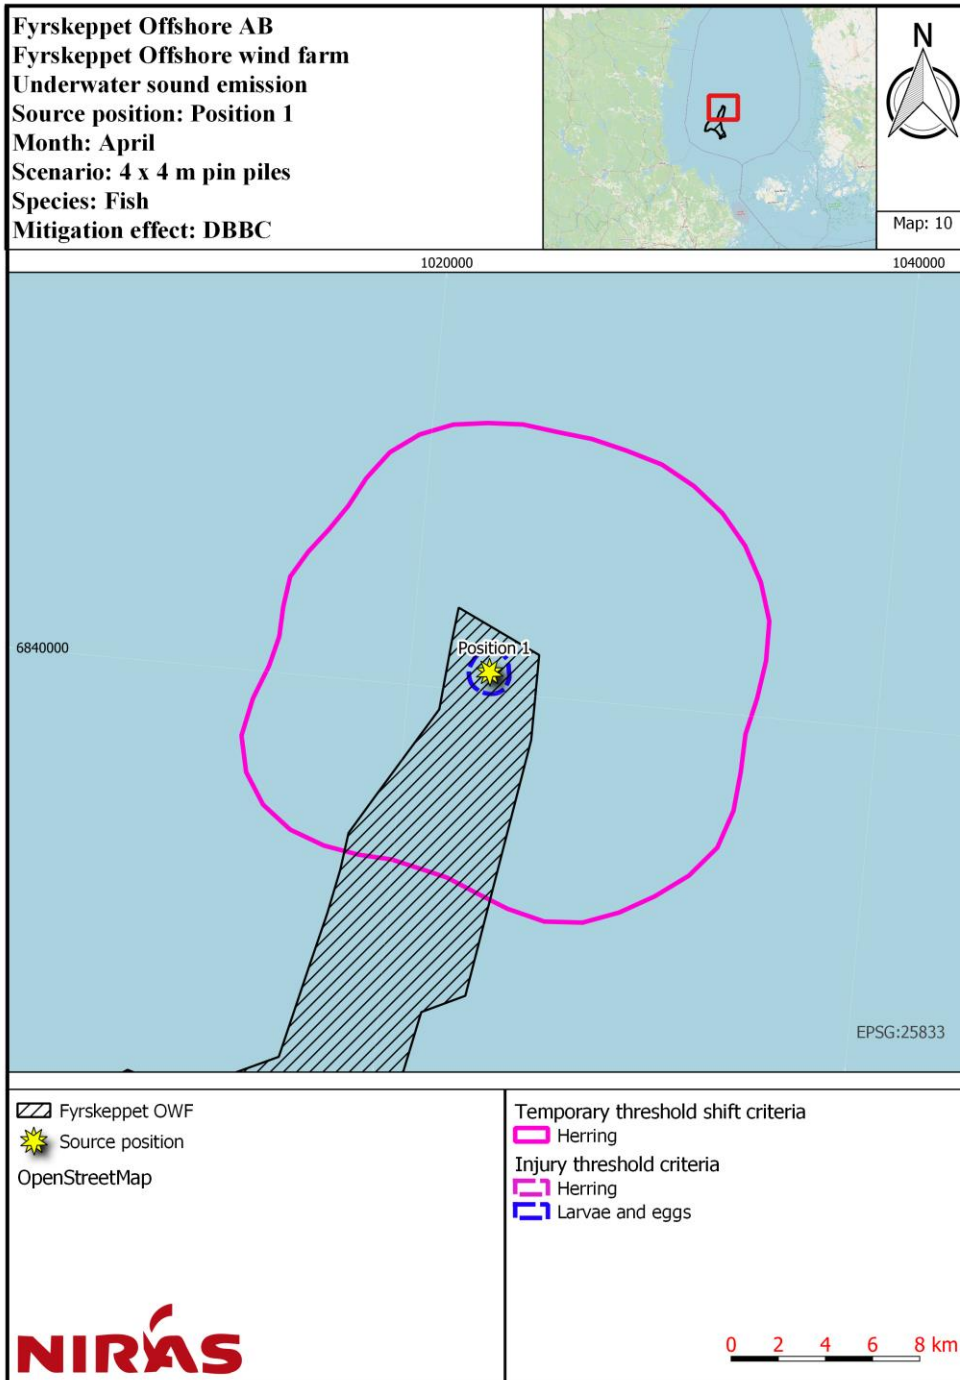 Fyrskeppet Offshore AB
Fyrskeppet Offshore wind farm
Underwater sound emission
Source position: Position 1
Month: April
Scenario: 4 x 4 m pin piles
Species: Fish
Mitigation effect: DBBC
N
Map: 10
1020000
1040000
6840000
Position 1
EPSG:25833
Fyrskeppet OWF
Source position
OpenStreetMap
Temporary threshold shift criteria
Herring
Injury threshold criteria
Herring
Larvae and eggs
NIRAS
0 2 4 6 8 km